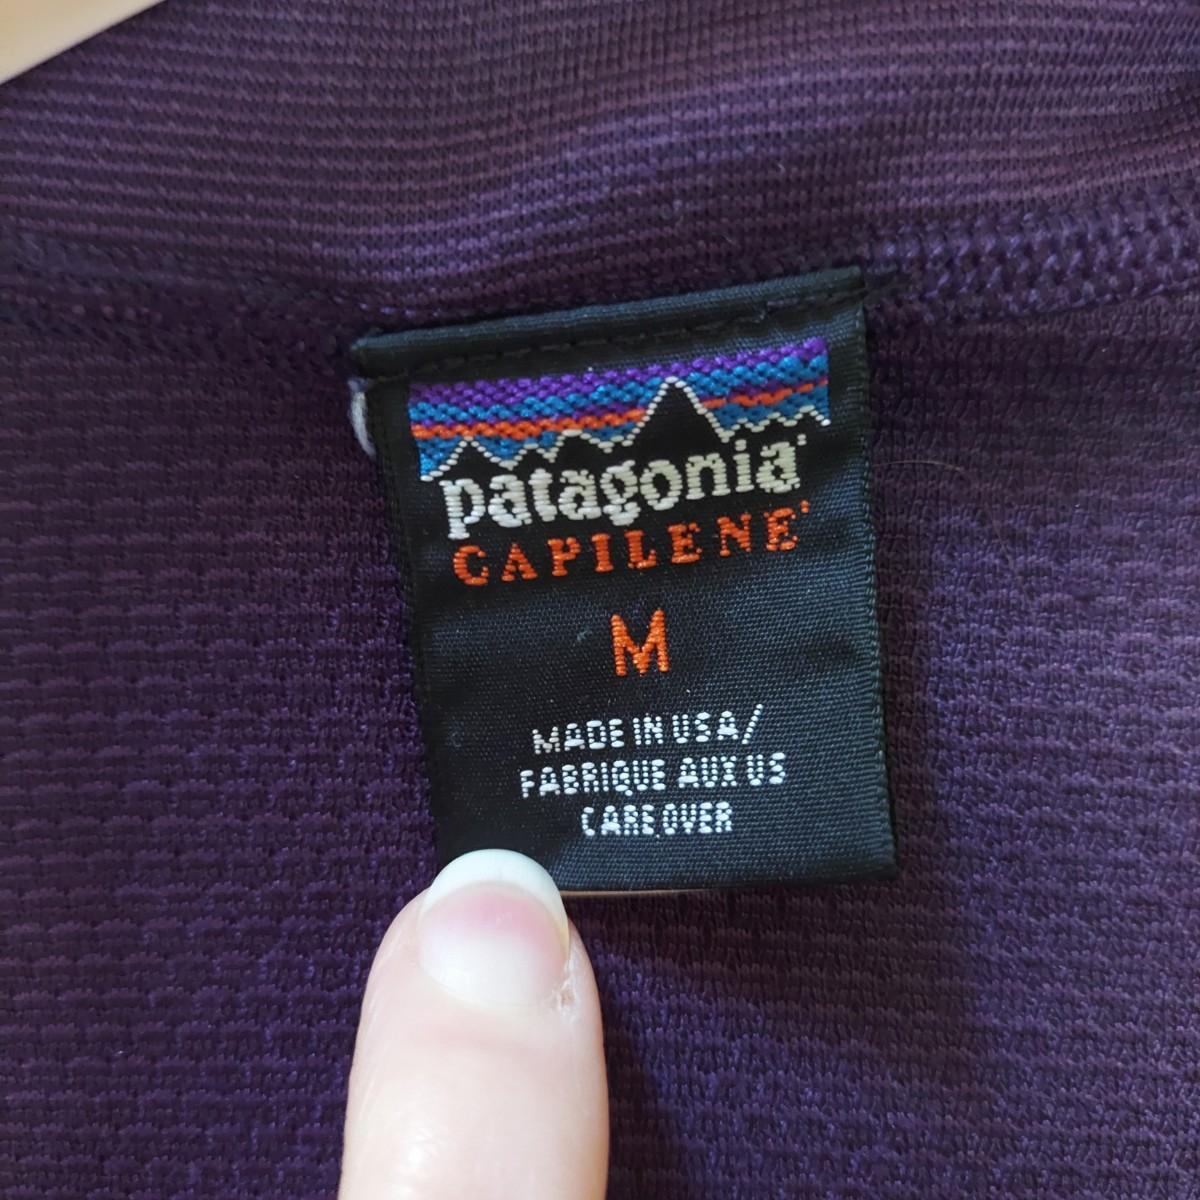 patagonia
CAPILENE
M
MADE IN USA/
FABRIQUE AUX US
CARE OVER